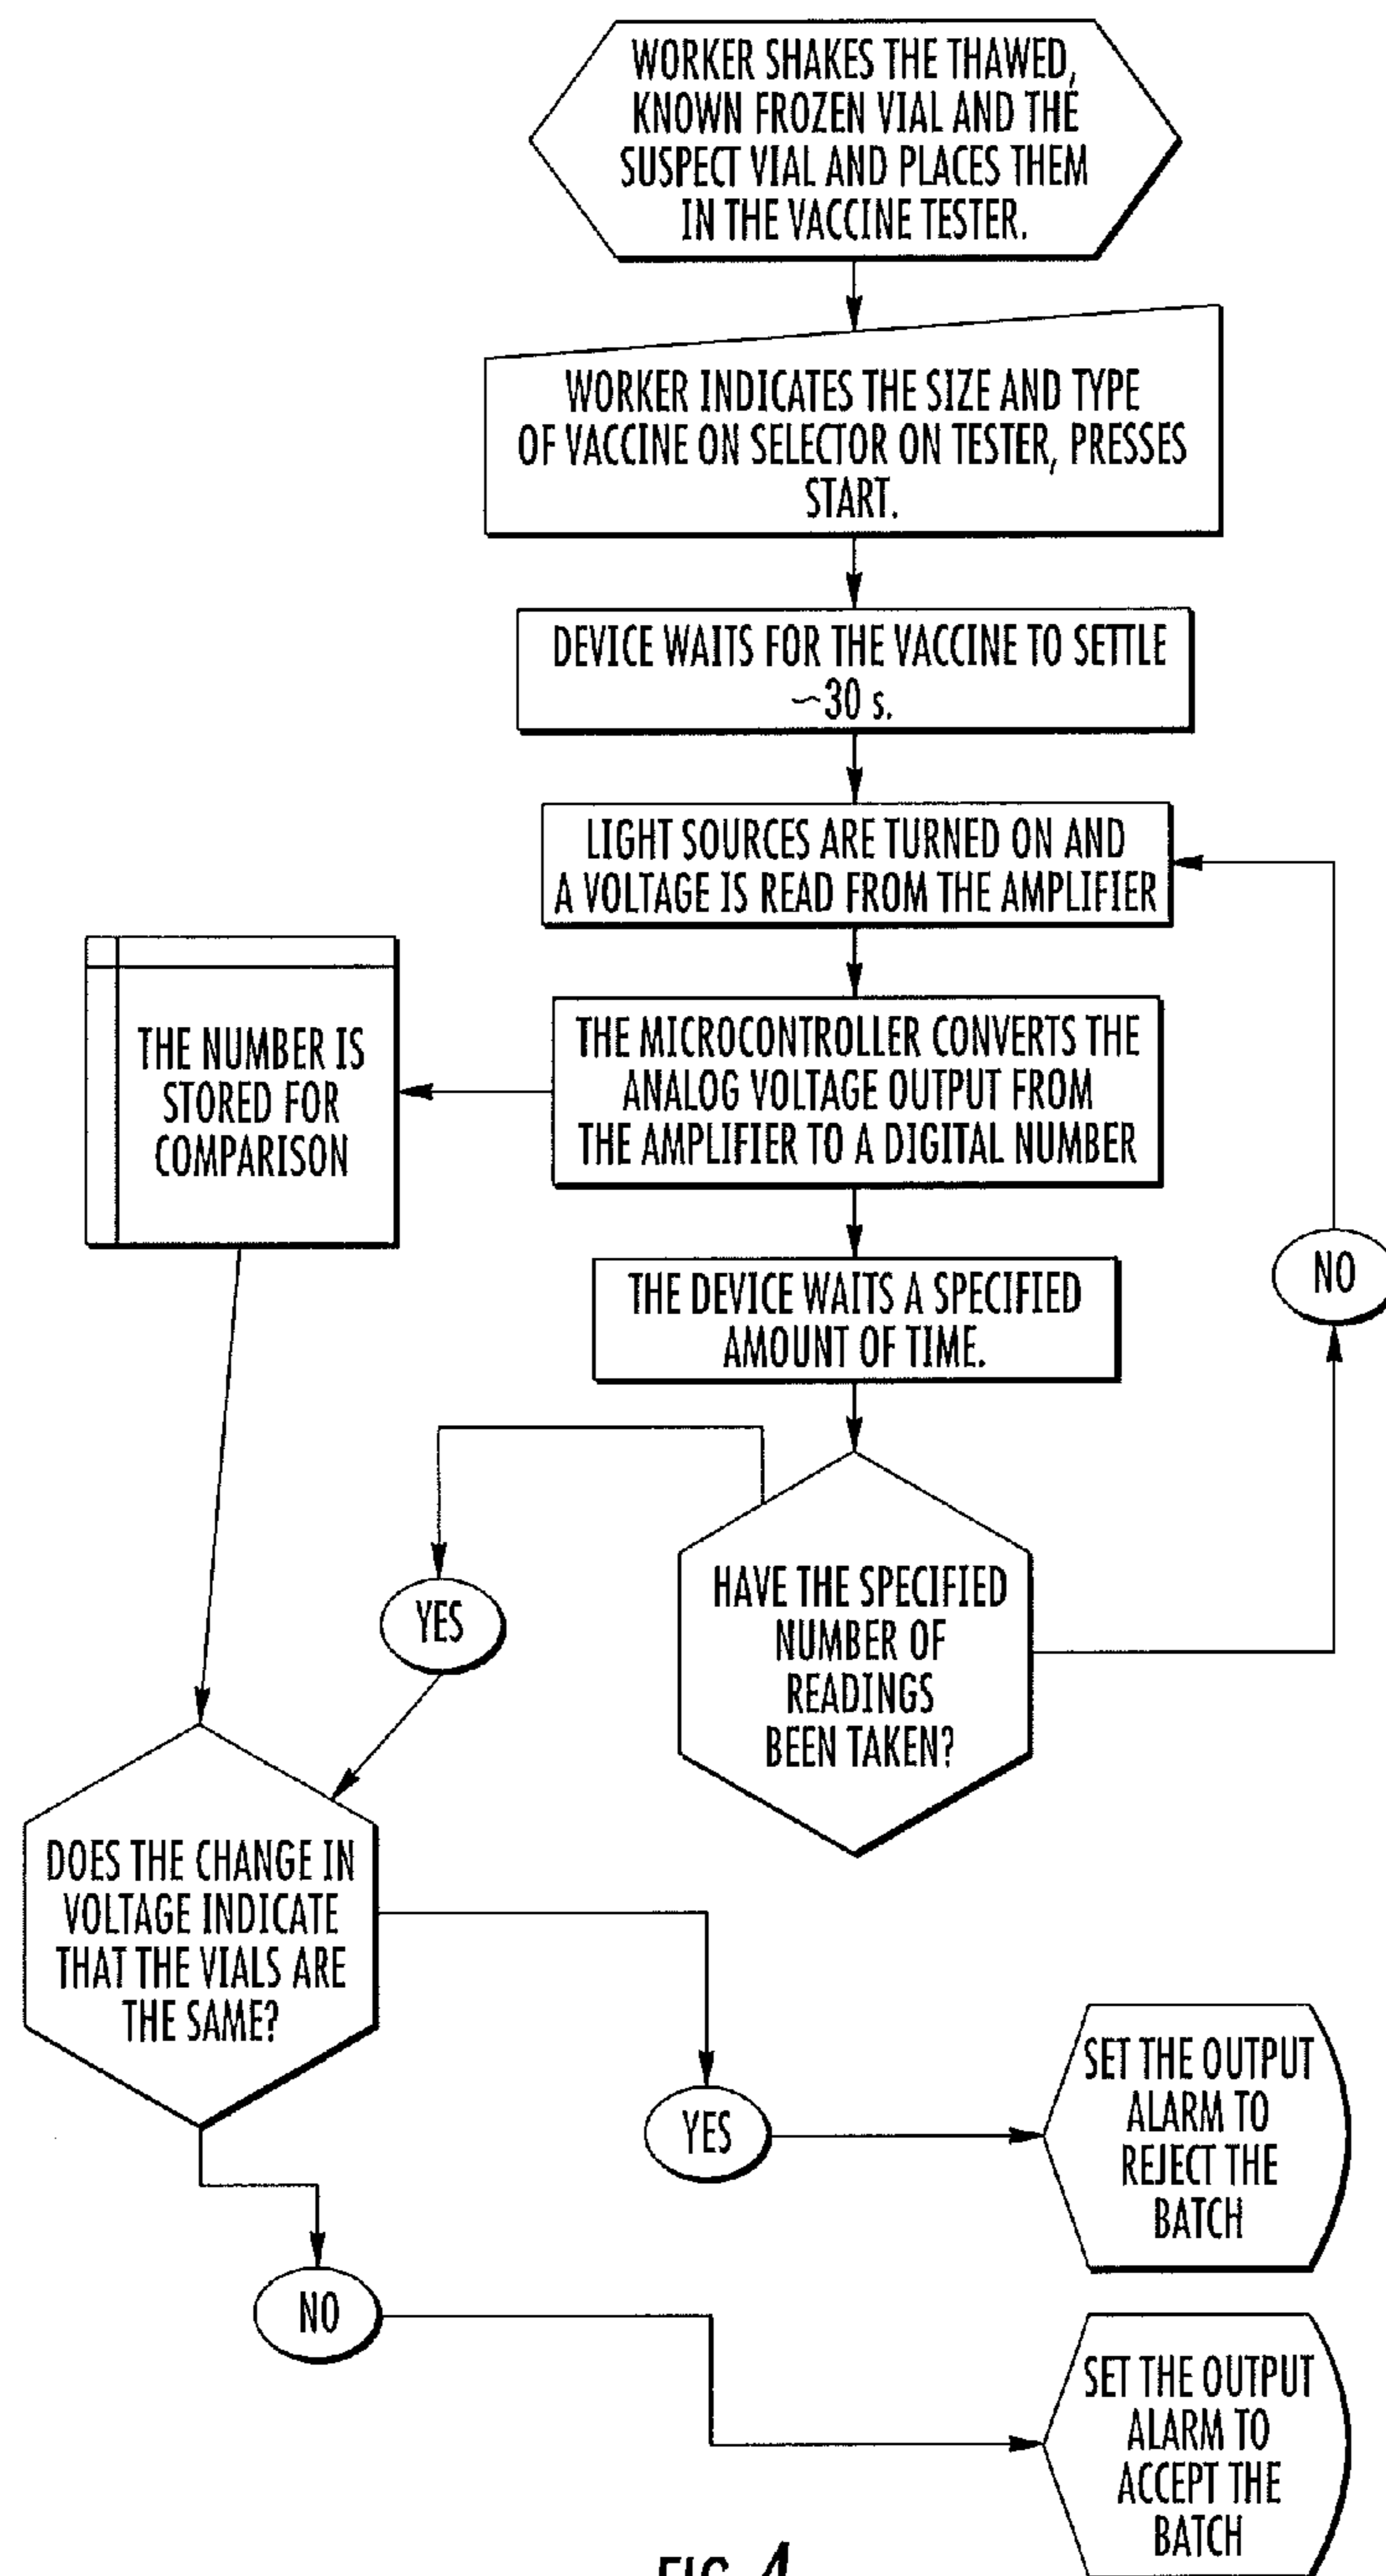 WORKER SHAKES THE THAWED,
KNOWN FROZEN VIAL AND THE
SUSPECT VIAL AND PLACES THEM
IN THE VACCINE TESTER.
WORKER INDICATES THE SIZE AND TYPE
OF VACCINE ON SELECTOR ON TESTER, PRESSES
START.
DEVICE WAITS FOR THE VACCINE TO SETTLE
~30 s.
LIGHT SOURCES ARE TURNED ON AND
A VOLTAGE IS READ FROM THE AMPLIFIER
THE MICROCONTROLLER CONVERTS THE
ANALOG VOLTAGE OUTPUT FROM
THE AMPLIFIER TO A DIGITAL NUMBER
THE NUMBER IS
STORED FOR
COMPARISON
THE DEVICE WAITS A SPECIFIED
AMOUNT OF TIME.
NO
HAVE THE SPECIFIED
NUMBER OF
READINGS
BEEN TAKEN?
YES
DOES THE CHANGE IN
VOLTAGE INDICATE
THAT THE VIALS ARE
THE SAME?
YES
SET THE OUTPUT
ALARM TO
REJECT THE
BATCH
NO
SET THE OUTPUT
ALARM TO
ACCEPT THE
BATCH
FIG. 4